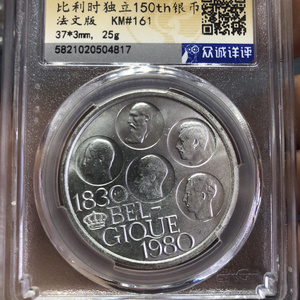 比利时独立150th银币
法文版 KM#161
37*3mm, 25g
5821020504817
众诚详评
1830
BEL-
GIQUE
1980